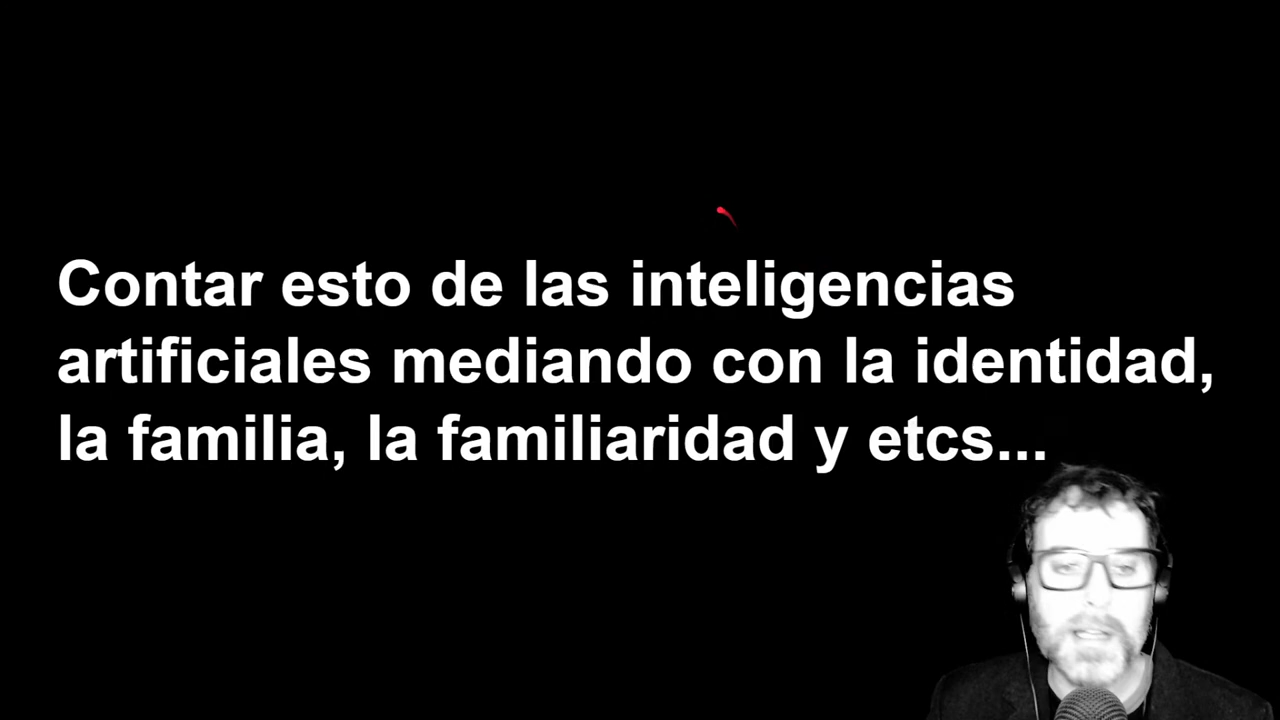 Contar esto de las inteligencias
artificiales mediando con la identidad,
la familia, la familiaridad y etcs...